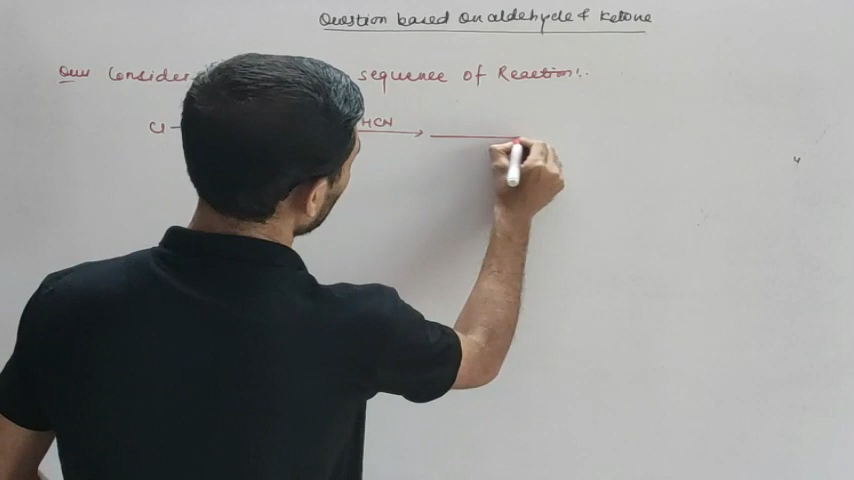 Question based on aldehyde & Ketone
Que Consider sequence of Reaction:.
Cl HCN